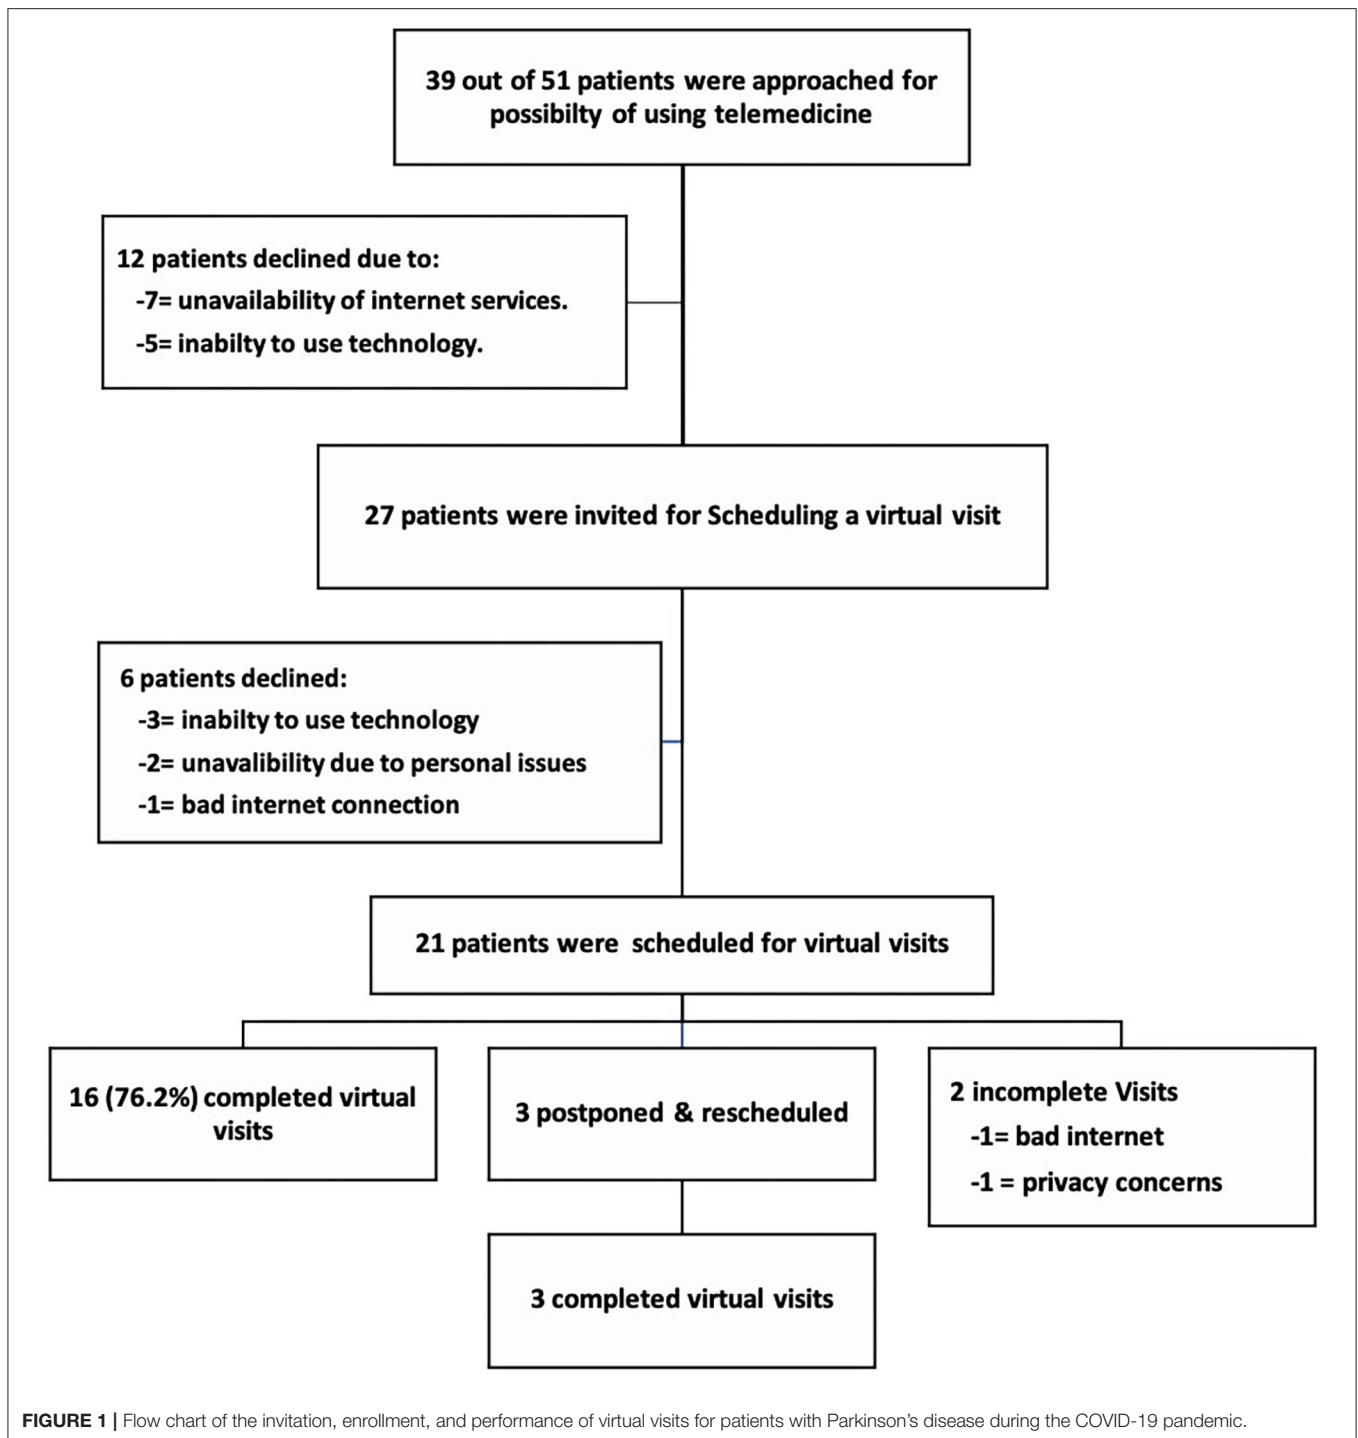 39 out of 51 patients were approached for
possibilty of using telemedicine
12 patients declined due to:
-7= unavailability of internet services.
-5= inabilty to use technology.
27 patients were invited for Scheduling a virtual visit
6 patients declined:
-3= inabilty to use technology
-2= unavalibility due to personal issues
-1= bad internet connection
21 patients were scheduled for virtual visits
16 (76.2%) completed virtual
visits
3 postponed & rescheduled
2 incomplete Visits
-1= bad internet
-1 = privacy concerns
3 completed virtual visits
FIGURE 1 | Flow chart of the invitation, enrollment, and performance of virtual visits for patients with Parkinson's disease during the COVID-19 pandemic.